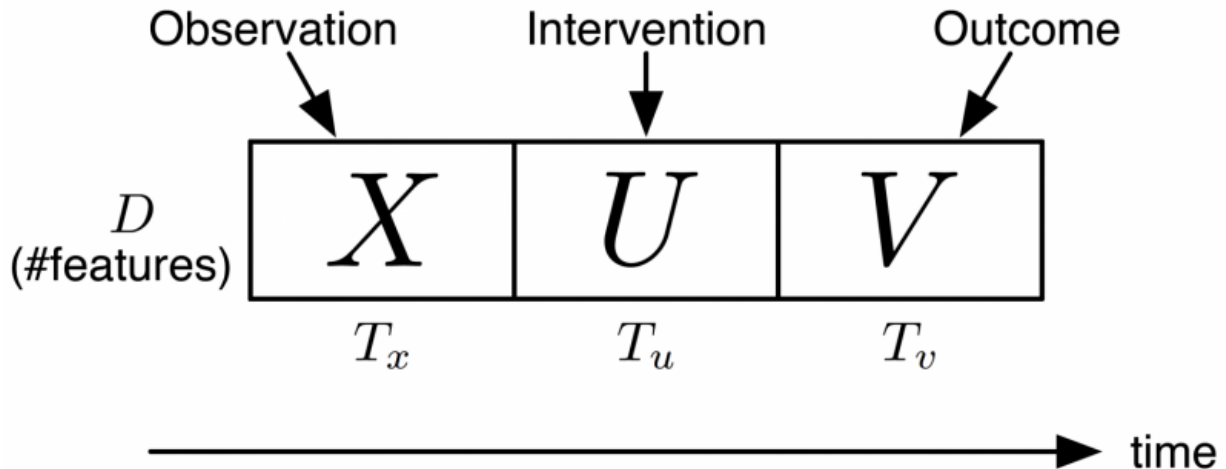 Observation Intervention Outcome
D X U V
(#features)
T_x T_u T_v
time